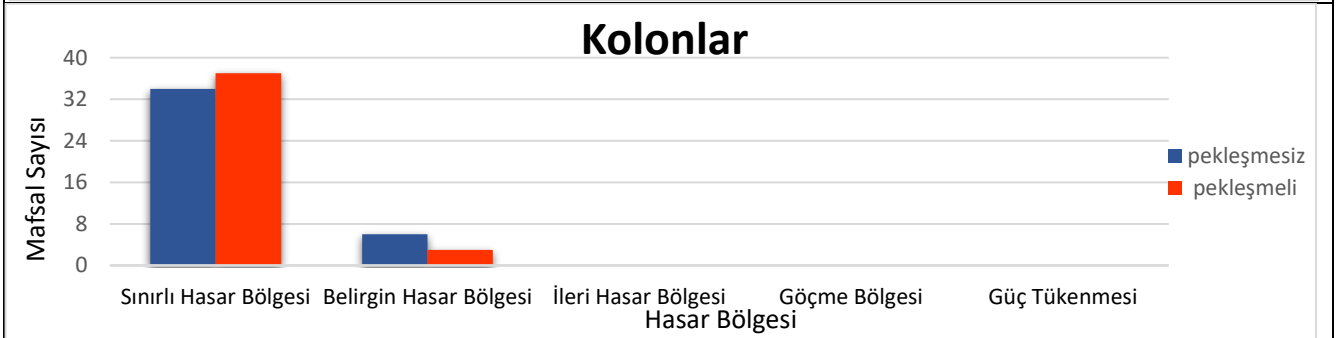 Kolonlar
40
32
24
16
8
0
Mafsal Sayısı
Sınırlı Hasar Bölgesi
Belirgin Hasar Bölgesi
İleri Hasar Bölgesi
Göçme Bölgesi
Güç Tükenmesi
Hasar Bölgesi
pekleşmesiz
pekleşmeli